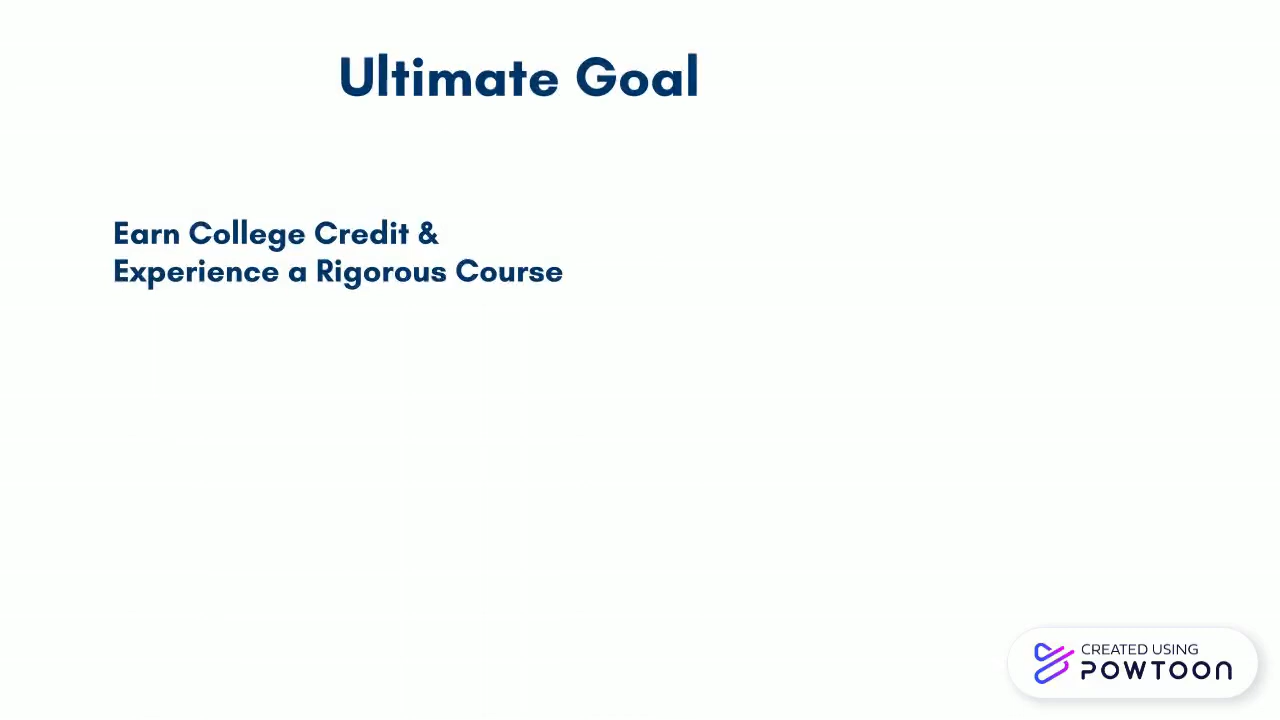 Ultimate Goal
Earn College Credit &
Experience a Rigorous Course
CREATED USING
POWTOON